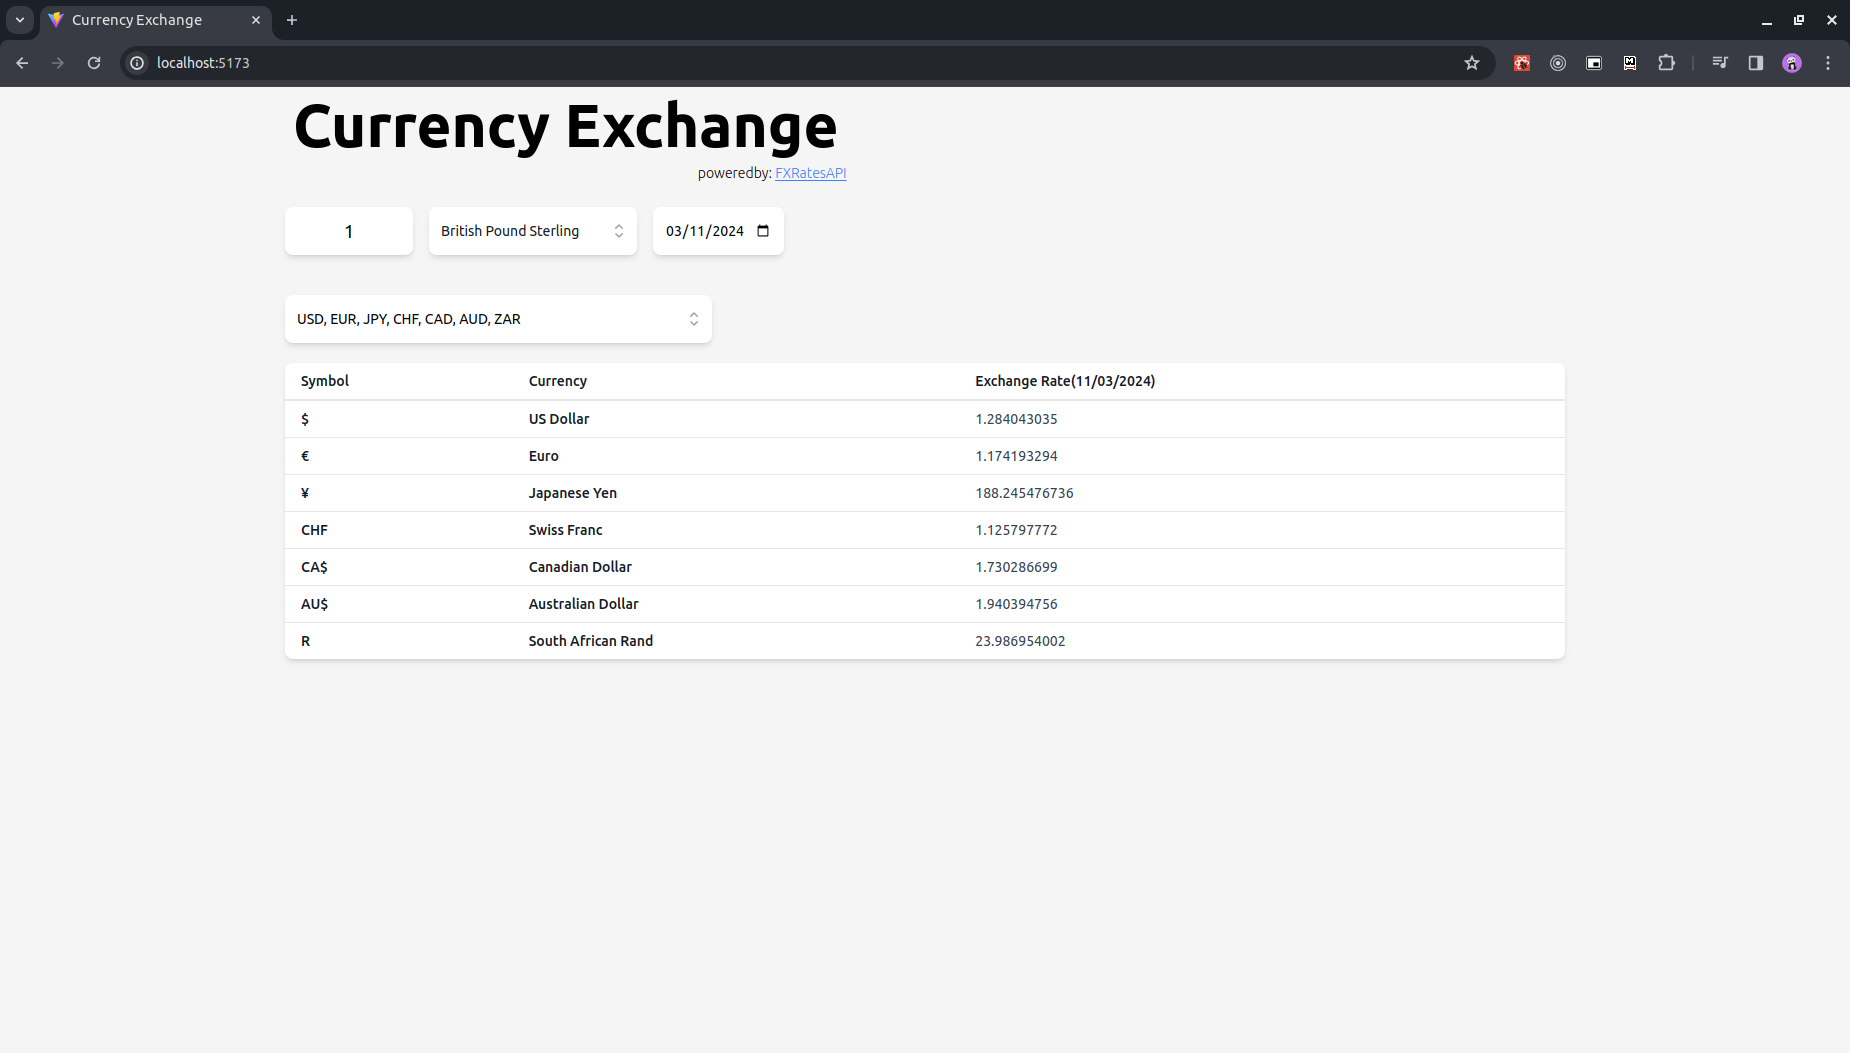 Currency Exchange
localhost:5173
Currency Exchange
poweredby: FXRatesAPI
1 British Pound Sterling 03/11/2024
USD, EUR, JPY, CHF, CAD, AUD, ZAR
Symbol Currency Exchange Rate(11/03/2024)
$ US Dollar 1.284043035
€ Euro 1.174193294
¥ Japanese Yen 188.245476736
CHF Swiss Franc 1.125797772
CA$ Canadian Dollar 1.730286699
AU$ Australian Dollar 1.940394756
R South African Rand 23.986954002